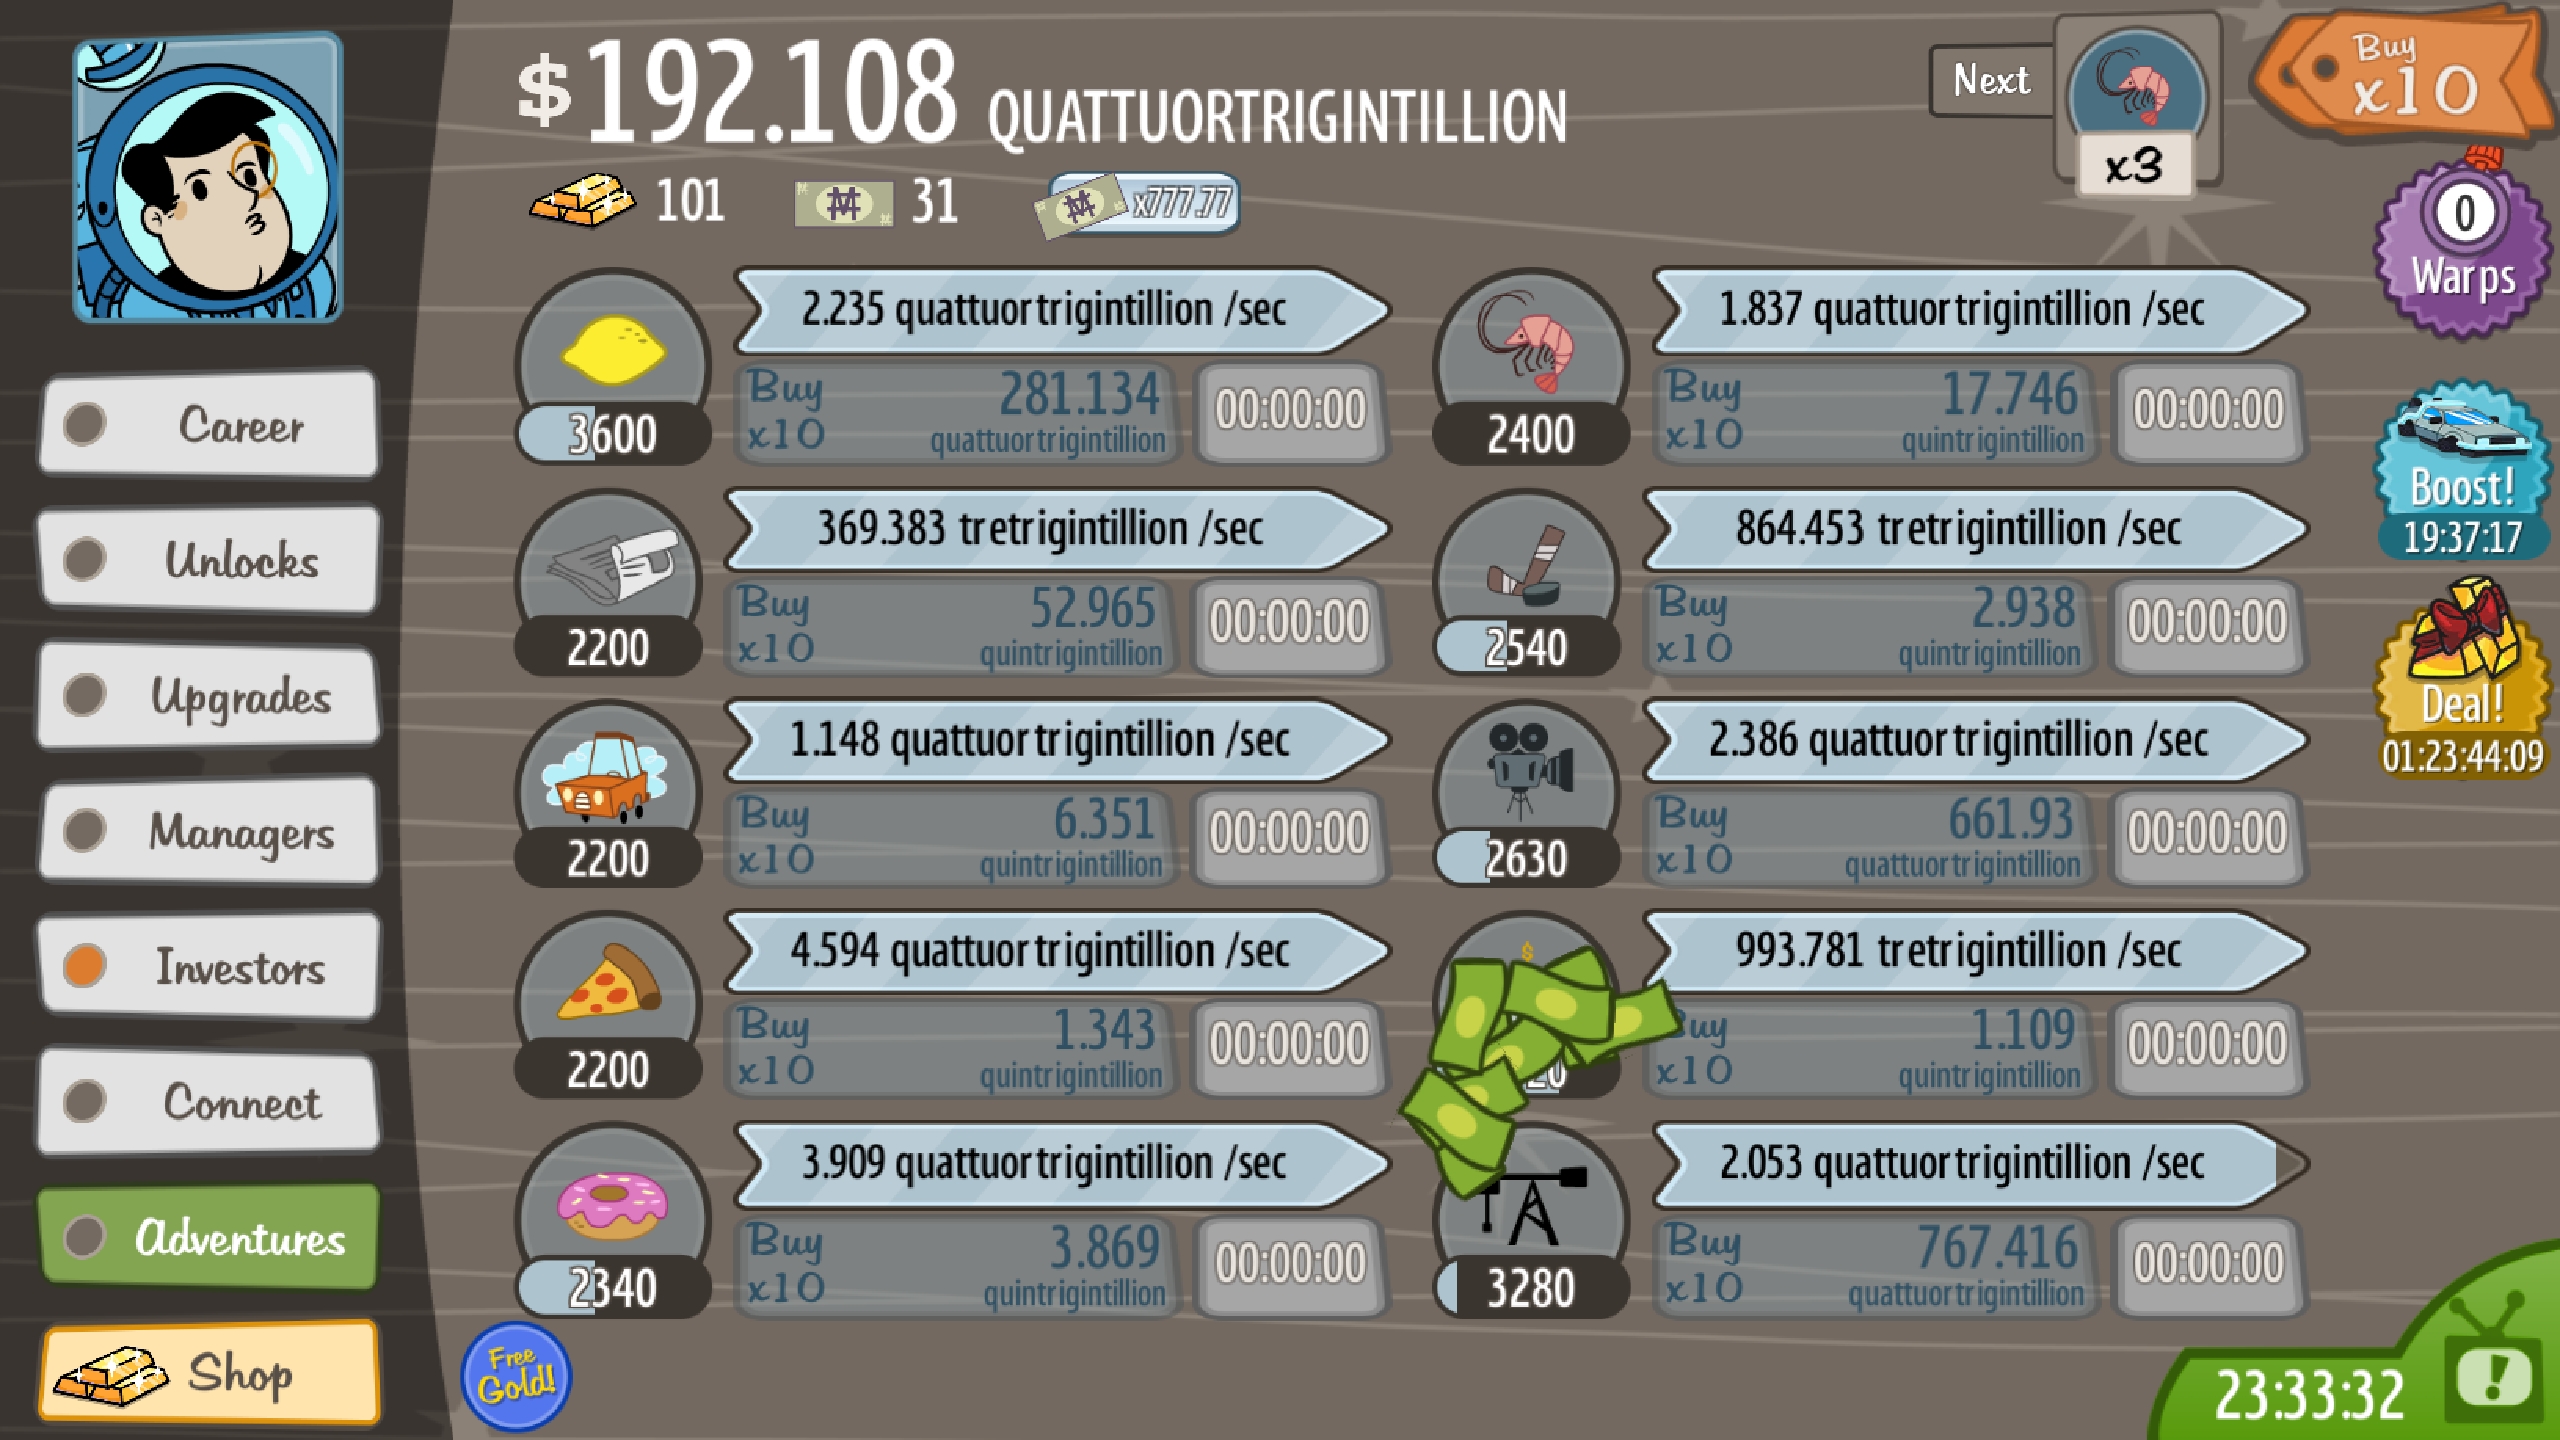 $192.108 QUATTUORTRIGINTILLION
101 31 x777.77
Next
x3
Buy
x10
0
Warps
Boost!
19:37:17
Deal!
01:23:44:09
Career
Unlocks
Upgrades
Managers
Investors
Connect
Adventures
Shop
2.235 quattuortrigintillion /sec
3600
Buy
x10
281.134
quattuortrigintillion
00:00:00
369.383 tretrigintillion /sec
2200
Buy
x10
52.965
quintrigintillion
00:00:00
1.148 quattuortrigintillion /sec
2200
Buy
x10
6.351
quintrigintillion
00:00:00
4.594 quattuortrigintillion /sec
2200
Buy
x10
1.343
quintrigintillion
00:00:00
3.909 quattuortrigintillion /sec
2340
Buy
x10
3.869
quintrigintillion
00:00:00
1.837 quattuortrigintillion /sec
2400
Buy
x10
17.746
quintrigintillion
00:00:00
864.453 tretrigintillion /sec
2540
Buy
x10
2.938
quintrigintillion
00:00:00
2.386 quattuortrigintillion /sec
2630
Buy
x10
661.93
quattuortrigintillion
00:00:00
993.781 tretrigintillion /sec
Buy
x10
1.109
quintrigintillion
00:00:00
2.053 quattuortrigintillion /sec
3280
Buy
x10
767.416
quattuortrigintillion
00:00:00
Free
Gold!
23:33:32